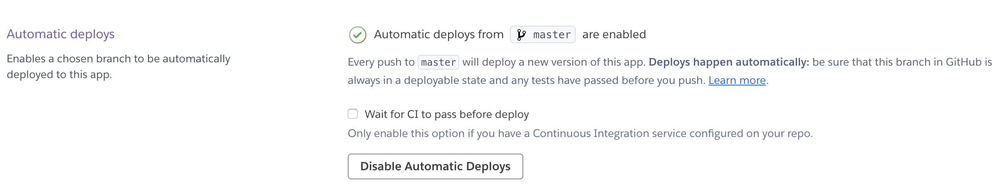 Automatic deploys
Enables a chosen branch to be automatically
deployed to this app.
Automatic deploys from master are enabled
Every push to master will deploy a new version of this app. Deploys happen automatically: be sure that this branch in GitHub is
always in a deployable state and any tests have passed before you push. Learn more.
Wait for CI to pass before deploy
Only enable this option if you have a Continuous Integration service configured on your repo.
Disable Automatic Deploys